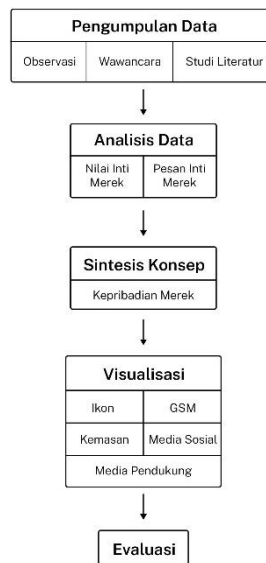 Pengumpulan Data
Observasi Wawancara Studi Literatur
Analisis Data
Nilai Inti Merek
Pesan Inti Merek
Sintesis Konsep
Kepribadian Merek
Visualisasi
Ikon GSM
Kemasan Media Sosial
Media Pendukung
Evaluasi